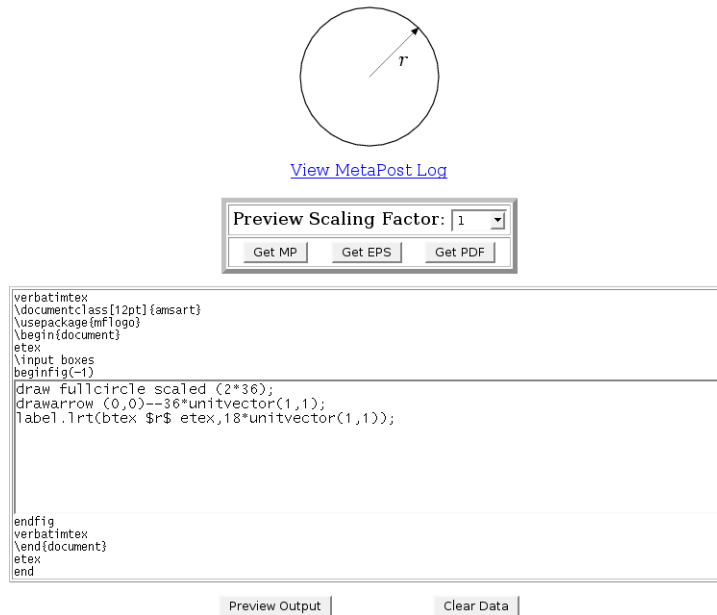 r
View MetaPost Log
Preview Scaling Factor: 1
Get MP Get EPS Get PDF
verbatimtex
\documentclass[12pt]{amsart}
\usepackage{mflogo}
\begin{document}
etex
\input boxes
beginfig(-1)
draw fullcircle scaled (2*36);
drawarrow (0,0)--36*unitvector(1,1);
label.lrt(btex $r$ etex,18*unitvector(1,1));
endfig
verbatimtex
\end{document}
etex
end
Preview Output Clear Data